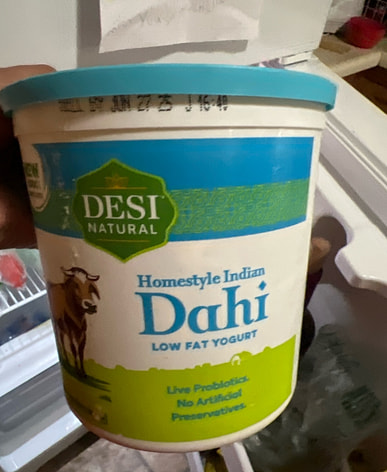 SELL BY JUN 27 25 J 16:40
DESI
NATURAL
Homestyle Indian
Dahi
LOW FAT YOGURT
Live Probiotics.
No Artificial
Preservatives.